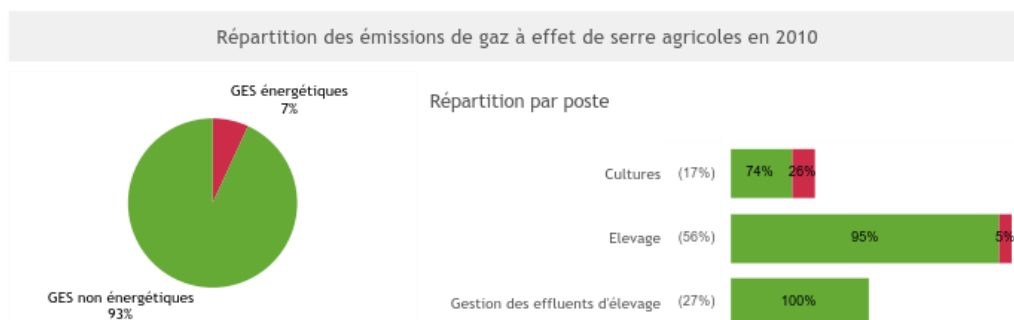 Répartition des émissions de gaz à effet de serre agricoles en 2010
GES énergétiques
7%
GES non énergétiques
93%
Répartition par poste
Cultures (17%) 74% 26%
Elevage (56%) 95% 5%
Gestion des effluents d'élevage (27%) 100%